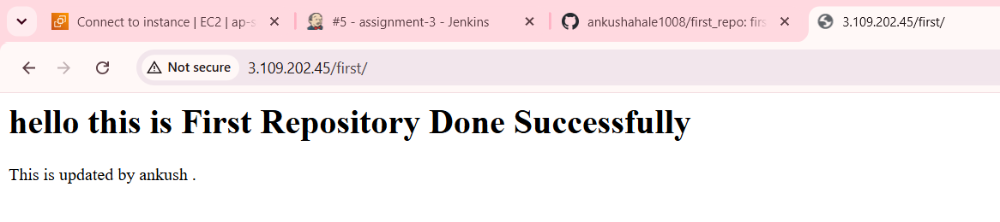 Connect to instance | EC2 | ap-s
#5 - assignment-3 - Jenkins
ankushahale1008/first_repo: firs
3.109.202.45/first/
Not secure
3.109.202.45/first/
hello this is First Repository Done Successfully
This is updated by ankush .